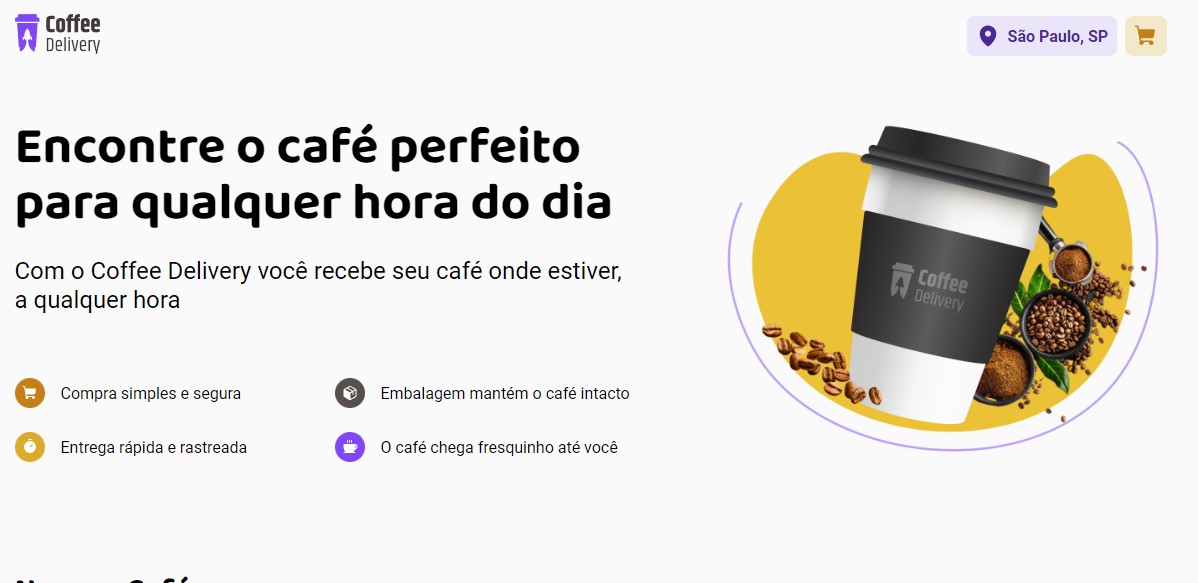 Coffee
Delivery
São Paulo, SP
Encontre o café perfeito
para qualquer hora do dia
Com o Coffee Delivery você recebe seu café onde estiver,
a qualquer hora
Coffee
Delivery
Compra simples e segura
Embalagem mantém o café intacto
Entrega rápida e rastreada
O café chega fresquinho até você